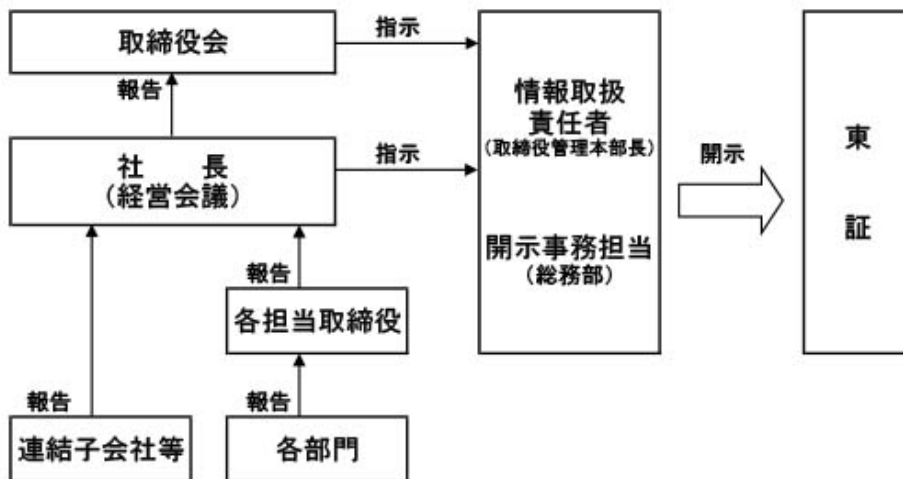 取締役会
指示
報告
社　　長
（経営会議）
指示
情報取扱
責任者
（取締役管理本部長）
開示事務担当
（総務部）
開示
東
証
報告
各担当取締役
報告
報告
連結子会社等
各部門